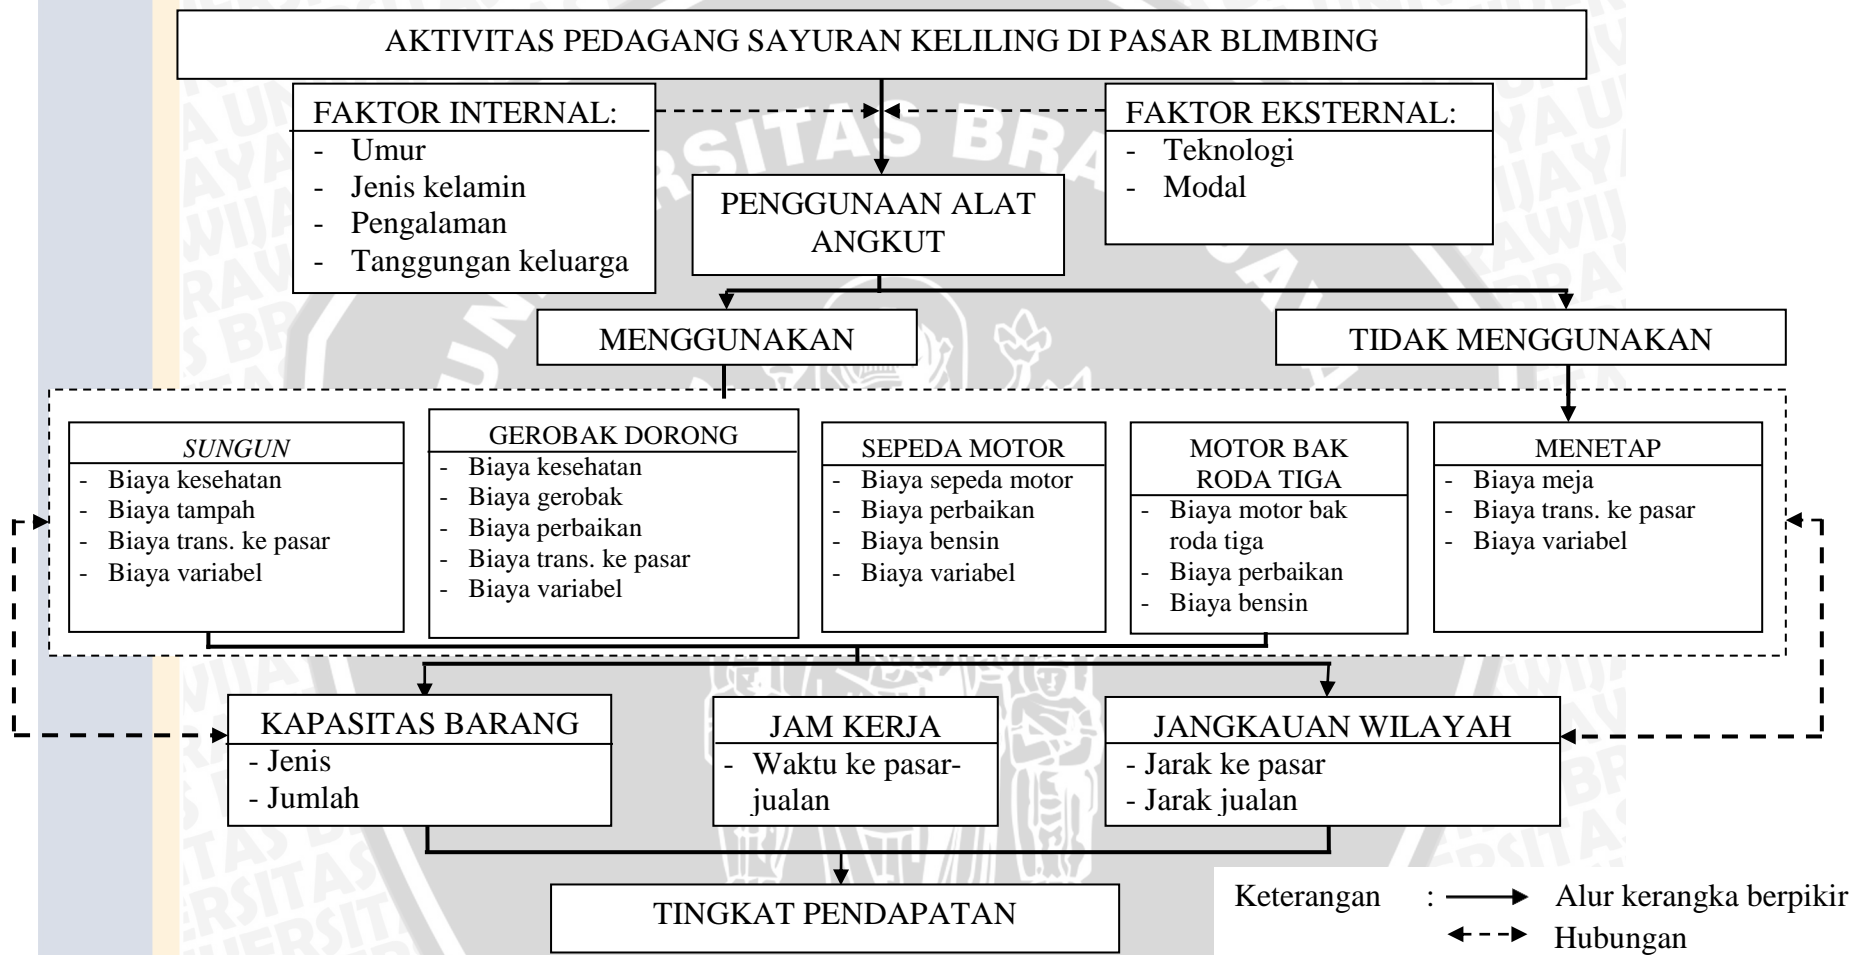 AKTIVITAS PEDAGANG SAYURAN KELILING DI PASAR BLIMBING
FAKTOR INTERNAL:
- Umur
- Jenis kelamin
- Pengalaman
- Tanggungan keluarga
FAKTOR EKSTERNAL:
- Teknologi
- Modal
PENGGUNAAN ALAT
ANGKUT
MENGGUNAKAN
TIDAK MENGGUNAKAN
SUNGUN
- Biaya kesehatan
- Biaya tampah
- Biaya trans. ke pasar
- Biaya variabel
GEROBAK DORONG
- Biaya kesehatan
- Biaya gerobak
- Biaya perbaikan
- Biaya trans. ke pasar
- Biaya variabel
SEPEDA MOTOR
- Biaya sepeda motor
- Biaya perbaikan
- Biaya bensin
- Biaya variabel
MOTOR BAK
RODA TIGA
- Biaya motor bak
roda tiga
- Biaya perbaikan
- Biaya bensin
MENETAP
- Biaya meja
- Biaya trans. ke pasar
- Biaya variabel
KAPASITAS BARANG
- Jenis
- Jumlah
JAM KERJA
- Waktu ke pasar-
jualan
JANGKAUAN WILAYAH
- Jarak ke pasar
- Jarak jualan
TINGKAT PENDAPATAN
Keterangan : Alur kerangka berpikir
Hubungan